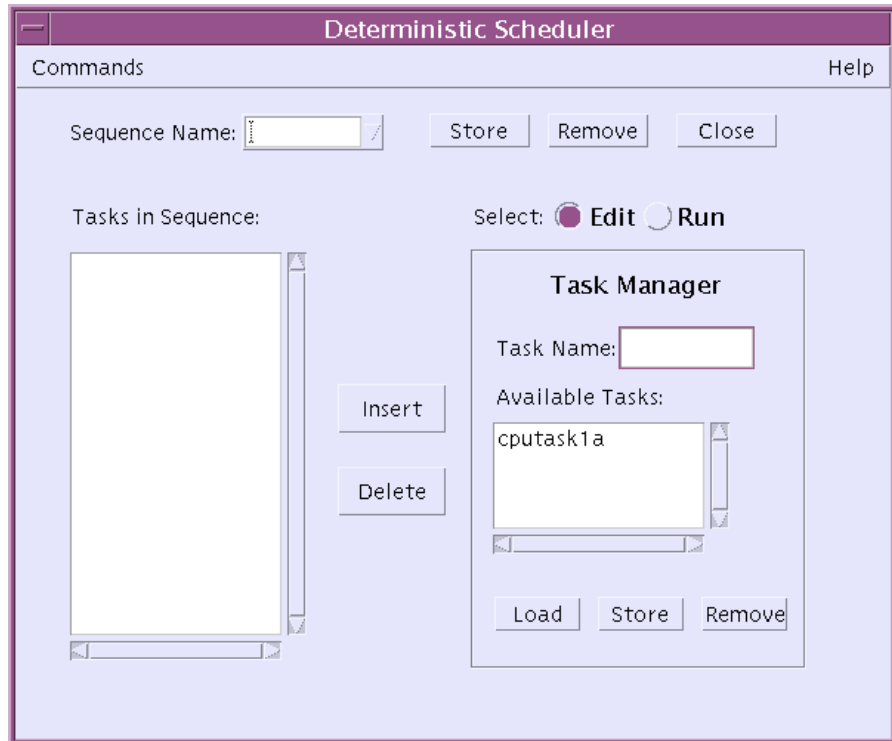 Deterministic Scheduler
Commands Help
Sequence Name: Store Remove Close
Tasks in Sequence: Select: Edit Run
Task Manager
Task Name:
Available Tasks:
cputask1a
Insert
Delete
Load Store Remove